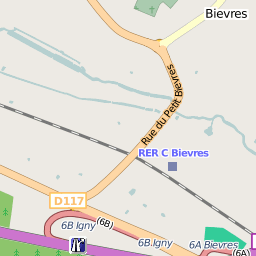 Bievres
Rue du Petit Bievres
RER C Bievres
D117
(6B)
6B Igny
6B.Igny
6A Bievres
(6A)